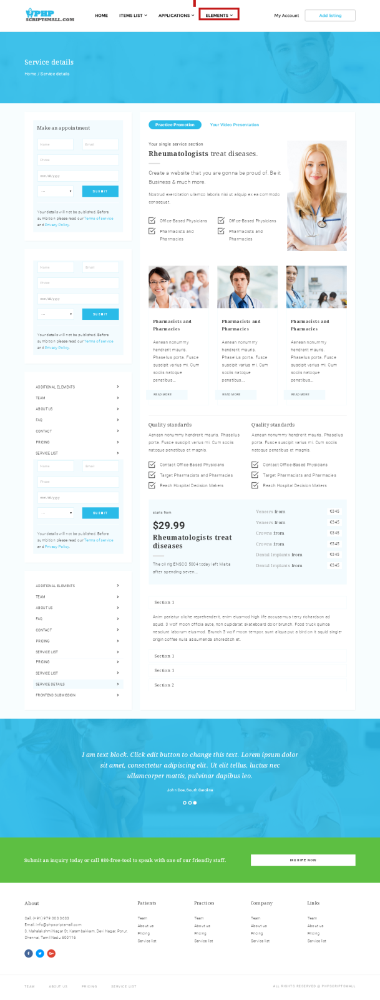 PHP
SCRIPTSMALL.COM
HOME
ITEMS LIST
APPLICATIONS
ELEMENTS
My Account
Add listing
Service details
Home / Service details
Make an appointment
Name
Email
Phone
mm/dd/yyyy
---
SUBMIT
Your details will not be published. Before
sumbition please read our Terms of service
and Privacy Policy.
Name
Email
Phone
mm/dd/yyyy
---
SUBMIT
Your details will not be published. Before
sumbition please read our Terms of service
and Privacy Policy.
ADDITIONAL ELEMENTS
TEAM
ABOUT US
FAQ
CONTACT
PRICING
SERVICE LIST
Name
Email
Phone
mm/dd/yyyy
---
SUBMIT
Your details will not be published. Before
sumbition please read our Terms of service
and Privacy Policy.
ADDITIONAL ELEMENTS
TEAM
ABOUT US
FAQ
CONTACT
PRICING
SERVICE LIST
PRICING
SERVICE LIST
SERVICE DETAILS
FRONTEND SUBMISSION
Practice Promotion
Your Video Presentation
Your single service section
Rheumatologists treat diseases.
Create a website that you are gonna be proud of. Be it
Business & much more.
Nostrud exercitation ullamco laboris nisi ut aliquip ex ea commodo
consequat.
Office-Based Physicians
Office-Based Physicians
Pharmacists and
Pharmacies
Pharmacists and
Pharmacies
Pharmacists and
Pharmacies
Aenean nonummy
hendrerit mauris.
Phasellus porta. Fusce
suscipit varius mi. Cum
sociis natoque
penatibus...
READ MORE
Pharmacists and
Pharmacies
Aenean nonummy
hendrerit mauris.
Phasellus porta. Fusce
suscipit varius mi. Cum
sociis natoque
penatibus...
READ MORE
Pharmacists and
Pharmacies
Aenean nonummy
hendrerit mauris.
Phasellus porta. Fusce
suscipit varius mi. Cum
sociis natoque
penatibus...
READ MORE
Quality standards
Aenean nonummy hendrerit mauris. Phasellus
porta. Fusce suscipit varius mi. Cum sociis
natoque penatibus et magnis.
Contact Office-Based Physicians
Target Pharmacists and Pharmacies
Reach Hospital Decision Makers
Quality standards
Aenean nonummy hendrerit mauris. Phasellus
porta. Fusce suscipit varius mi. Cum sociis
natoque penatibus et magnis.
Contact Office-Based Physicians
Target Pharmacists and Pharmacies
Reach Hospital Decision Makers
starts from
$29.99
Rheumatologists treat
diseases
The oil rig ENSCO 5004 today left Malta
after spending seven...
Veneers from €345
Veneers from €345
Crowns from €345
Crowns from €345
Dental Implants from €345
Dental Implants from €345
Section 1
Anim pariatur cliche reprehenderit, enim eiusmod high life accusamus terry richardson ad
squid, 3 wolf moon officia aute, non cupidatat skateboard dolor brunch. Food truck quinoa
nesciunt laborum eiusmod. Brunch 3 wolf moon tempor, sunt aliqua put a bird on it squid single-
origin coffee nulla assumenda shoreditch et.
Section 1
Section 1
Section 2
I am text block. Click edit button to change this text. Lorem ipsum dolor
sit amet, consectetur adipiscing elit. Ut elit tellus, luctus nec
ullamcorper mattis, pulvinar dapibus leo.
John Doe, South Carolina
Submit an inquiry today or call 080-free-tool to speak with one of our friendly staff.
INQUIRE NOW
About
Call: (+91) 979 003 3633
Email: info@phpscriptsmall.com
3, Mahalakshmi Nagar St, Karambakkam, Devi Nagar, Porur,
Chennai, Tamil Nadu 600116
Patients
Team
About us
Pricing
Service list
Practices
Team
About us
Pricing
Service list
Company
Team
About us
Pricing
Service list
Links
Team
About us
Pricing
Service list
TEAM
ABOUT US
PRICING
SERVICE LIST
ALL RIGHTS RESERVED @ PHPSCRIPTSMALL